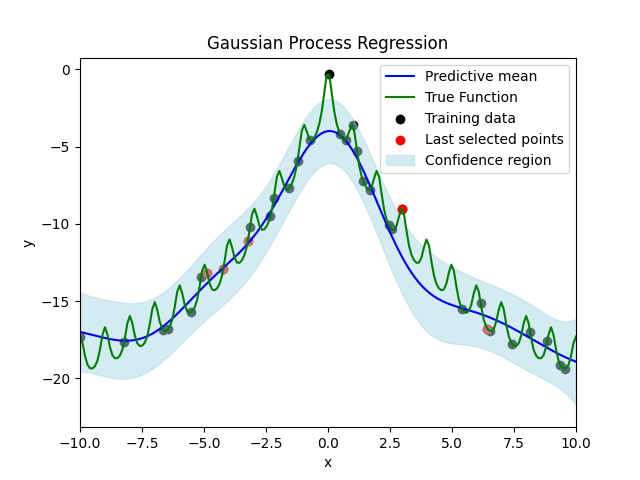 Gaussian Process Regression
Predictive mean
True Function
Training data
Last selected points
Confidence region
y
0
−5
−10
−15
−20
−10.0 −7.5 −5.0 −2.5 0.0 2.5 5.0 7.5 10.0
x